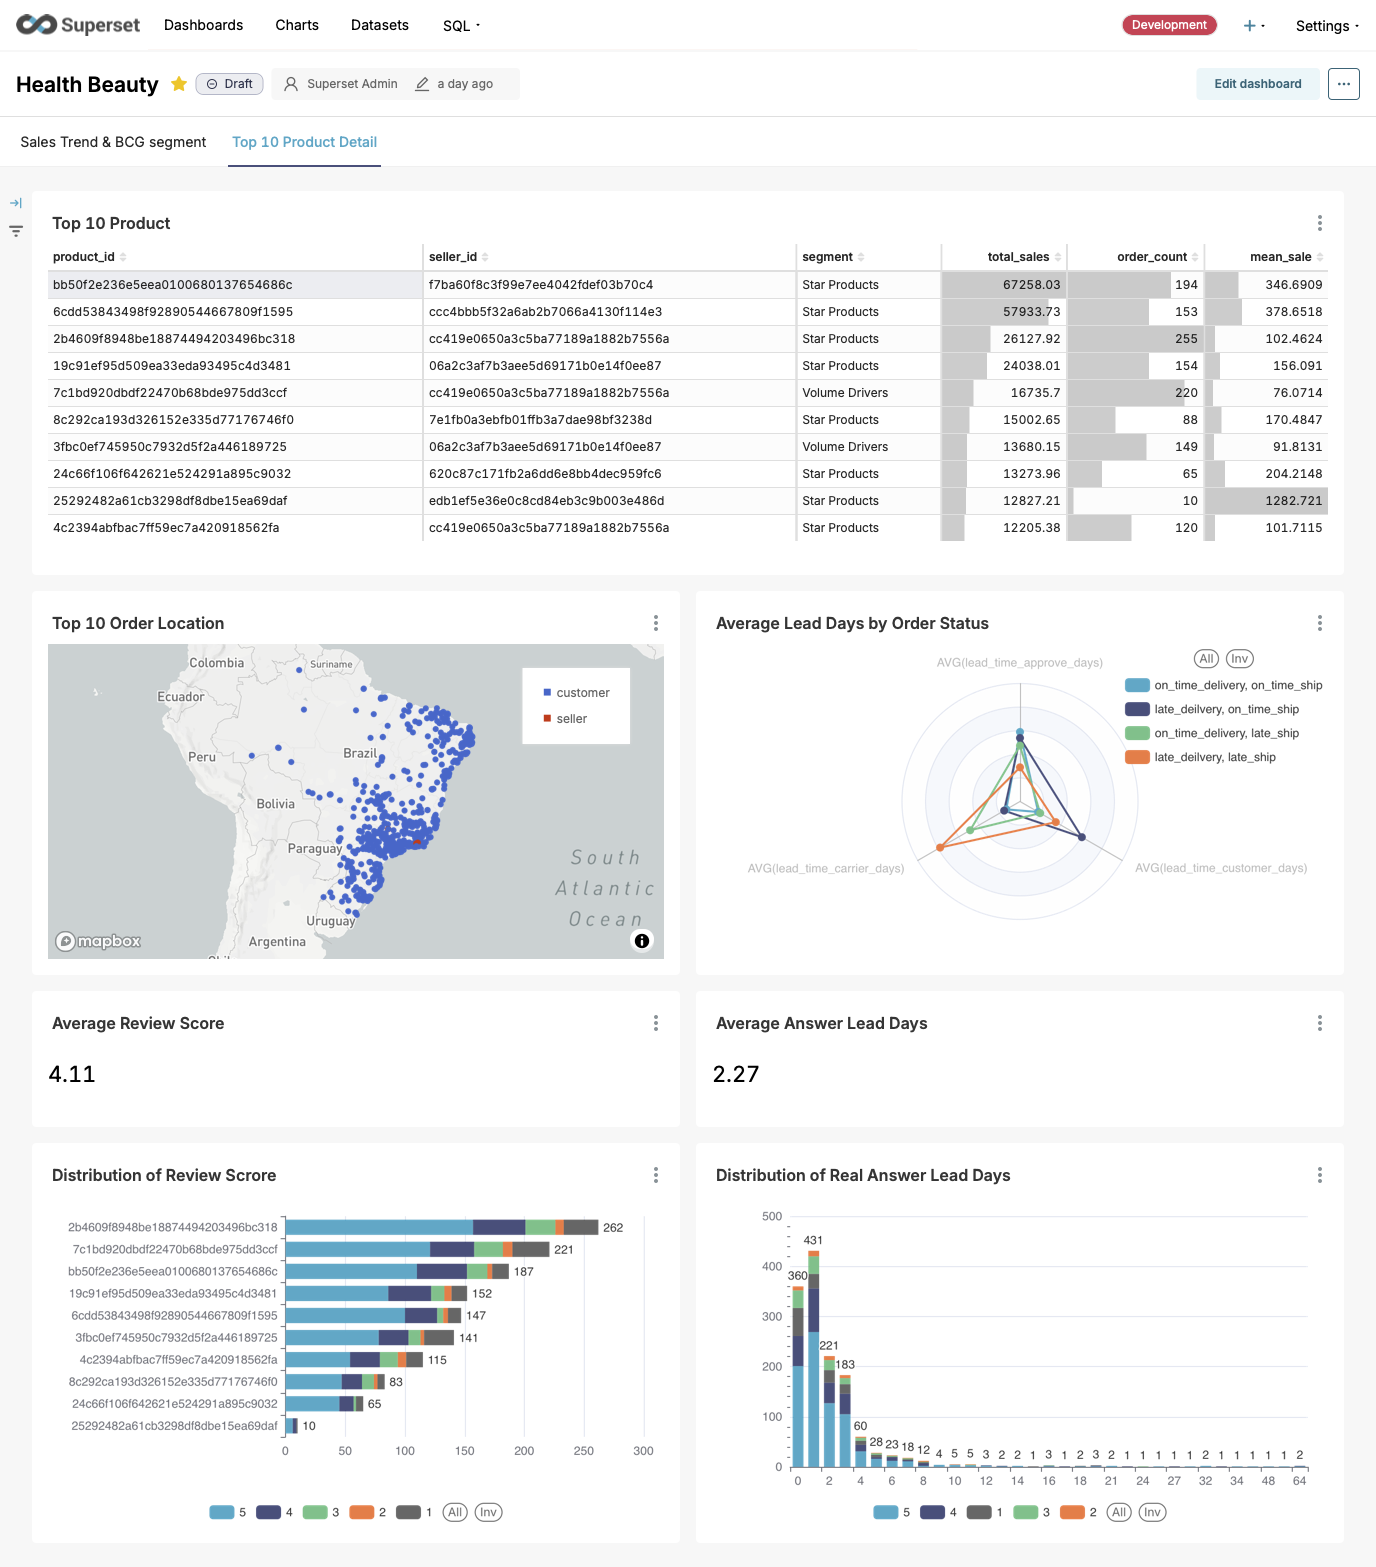 Superset Dashboards Charts Datasets SQL Development + Settings
Health Beauty Draft Superset Admin a day ago Edit dashboard ...
Sales Trend & BCG segment Top 10 Product Detail
Top 10 Product
product_id seller_id segment total_sales order_count mean_sale
bb50f2e236e5eea0100680137654686c f7ba60f8c3f99e7ee4042fdef03b70c4 Star Products 67258.03 194 346.6909
6cdd53843498f92890544667809f1595 ccc4bbb5f32a6ab2b7066a4130f114e3 Star Products 57933.73 153 378.6518
2b4609f8948be18874494203496bc318 cc419e0650a3c5ba77189a1882b7556a Star Products 26127.92 255 102.4624
19c91ef95d509ea33eda93495c4d3481 06a2c3af7b3aee5d69171b0e14f0ee87 Star Products 24038.01 154 156.091
7c1bd920dbdf22470b68bde975dd3ccf cc419e0650a3c5ba77189a1882b7556a Volume Drivers 16735.7 220 76.0714
8c292ca193d326152e335d77176746f0 7e1fb0a3ebfb01ffb3a7dae98bf3238d Star Products 15002.65 88 170.4847
3fbc0ef745950c7932d5f2a446189725 06a2c3af7b3aee5d69171b0e14f0ee87 Volume Drivers 13680.15 149 91.8131
24c66f106f642621e524291a895c9032 620c87c171fb2a6dd6e8bb4dec959fc6 Star Products 13273.96 65 204.2148
25292482a61cb3298df8dbe15ea69daf edb1ef5e36e0c8cd84eb3c9b003e486d Star Products 12827.21 10 1282.721
4c2394abfbac7ff59ec7a420918562fa cc419e0650a3c5ba77189a1882b7556a Star Products 12205.38 120 101.7115
Top 10 Order Location
Colombia
Suriname
Ecuador
Peru
Brazil
Bolivia
Paraguay
Uruguay
Argentina
South
Atlantic
Ocean
customer
seller
mapbox
Average Lead Days by Order Status
All Inv
AVG(lead_time_approve_days)
on_time_delivery, on_time_ship
late_deilvery, on_time_ship
on_time_delivery, late_ship
late_deilvery, late_ship
AVG(lead_time_carrier_days)
AVG(lead_time_customer_days)
Average Review Score
4.11
Average Answer Lead Days
2.27
Distribution of Review Scrore
2b4609f8948be18874494203496bc318 262
7c1bd920dbdf22470b68bde975dd3ccf 221
bb50f2e236e5eea0100680137654686c 187
19c91ef95d509ea33eda93495c4d3481 152
6cdd53843498f92890544667809f1595 147
3fbc0ef745950c7932d5f2a446189725 141
4c2394abfbac7ff59ec7a420918562fa 115
8c292ca193d326152e335d77176746f0 83
24c66f106f642621e524291a895c9032 65
25292482a61cb3298df8dbe15ea69daf 10
0 50 100 150 200 250 300
5 4 3 2 1 All Inv
Distribution of Real Answer Lead Days
500
400
300
200
100
0
360 431 221 183 60 28 23 18 12 4 5 5 3 2 2 1 3 1 2 3 2 1 1 1 1 1 2 1 1 1 1 1 2
0 2 4 6 8 10 12 14 16 18 21 24 27 32 34 48 64
5 4 1 3 2 All Inv